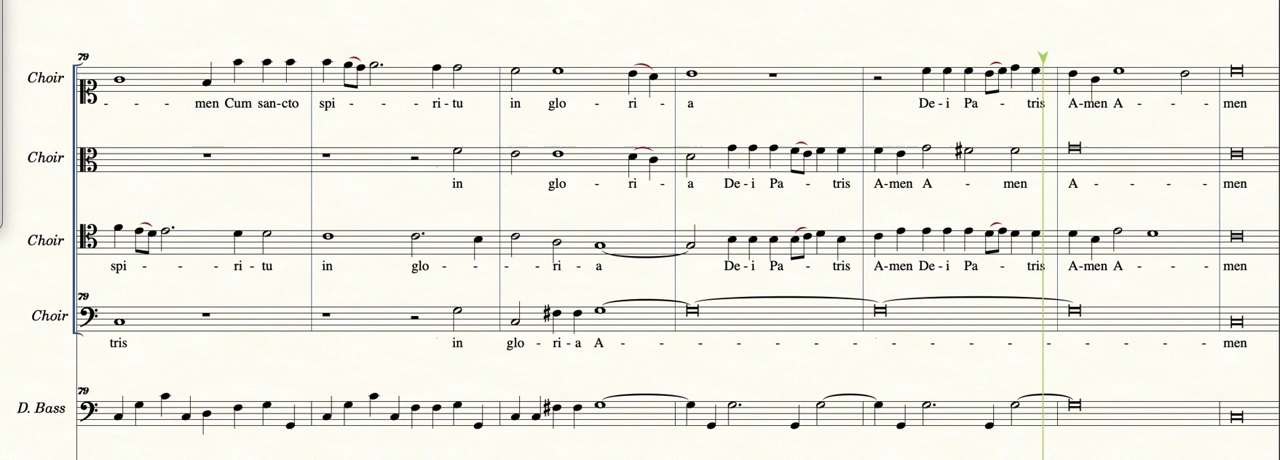 79
Choir
- - - men Cum san-cto spi - - - ri - tu in glo - ri - a De - i Pa - tris A-men A - - - men
Choir
in glo - ri - a De - i Pa - tris A-men A - men A - - - men
Choir
spi - - - ri - tu in glo - - ri - a De - i Pa - tris A-men De - i Pa - tris A-men A - - - men
79
Choir
tris in glo - ri - a A - - - - - - - - - - - - - - - - men
79
D. Bass